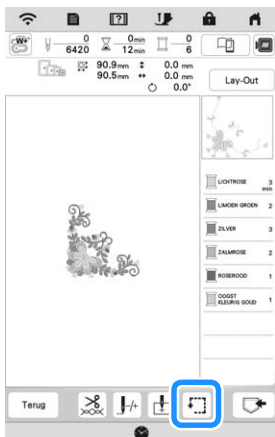 W+
0
6420
0min
12min
0
6
90.9mm
90.5mm
0.0 mm
0.0 mm
0.0°
Lay-Out
LICHTROSE 3 min
LIMOEN GROEN 2
ZILVER 3
ZALMROSE 2
ROSEROOD 1
OOGST
KLEURIG GOUD 1
Terug
-/+